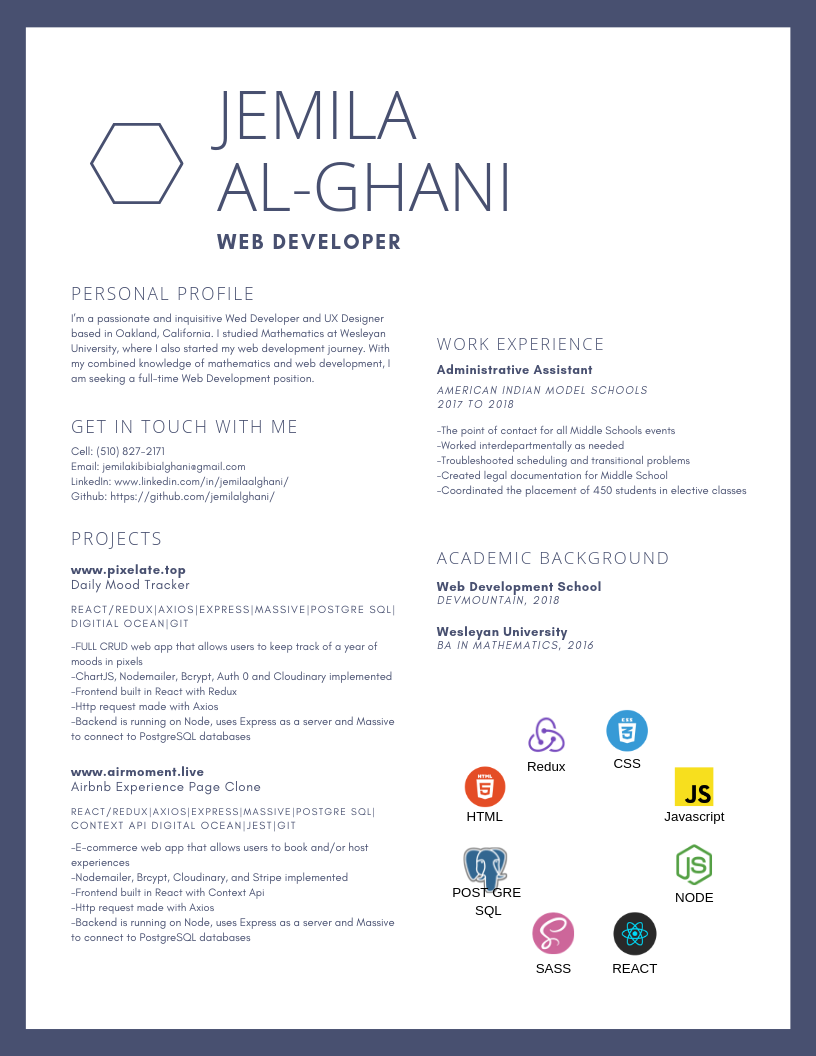 JEMILA
AL-GHANI
WEB DEVELOPER
PERSONAL PROFILE
I'm a passionate and inquisitive Wed Developer and UX Designer
based in Oakland, California. I studied Mathematics at Wesleyan
University, where I also started my web development journey. With
my combined knowledge of mathematics and web development, I
am seeking a full-time Web Development position.
GET IN TOUCH WITH ME
Cell: (510) 827-2171
Email: jemilakibibialghani@gmail.com
LinkedIn: www.linkedin.com/in/jemilaalghani/
Github: https://github.com/jemilalghani/
PROJECTS
www.pixelate.top
Daily Mood Tracker
REACT/REDUX|AXIOS|EXPRESS|MASSIVE|POSTGRE SQL|
DIGITIAL OCEAN|GIT
-FULL CRUD web app that allows users to keep track of a year of
moods in pixels
-ChartJS, Nodemailer, Bcrypt, Auth 0 and Cloudinary implemented
-Frontend built in React with Redux
-Http request made with Axios
-Backend is running on Node, uses Express as a server and Massive
to connect to PostgreSQL databases
www.airmoment.live
Airbnb Experience Page Clone
REACT/REDUX|AXIOS|EXPRESS|MASSIVE|POSTGRE SQL|
CONTEXT API DIGITAL OCEAN|JEST|GIT
-E-commerce web app that allows users to book and/or host
experiences
-Nodemailer, Brcypt, Cloudinary, and Stripe implemented
-Frontend built in React with Context Api
-Http request made with Axios
-Backend is running on Node, uses Express as a server and Massive
to connect to PostgreSQL databases
WORK EXPERIENCE
Administrative Assistant
AMERICAN INDIAN MODEL SCHOOLS
2017 TO 2018
-The point of contact for all Middle Schools events
-Worked interdepartmentally as needed
-Troubleshooted scheduling and transitional problems
-Created legal documentation for Middle School
-Coordinated the placement of 450 students in elective classes
ACADEMIC BACKGROUND
Web Development School
DEVMOUNTAIN, 2018
Wesleyan University
BA IN MATHEMATICS, 2016
Redux
CSS
CSS
HTML
HTML
JS
Javascript
POSTGRE
SQL
JS
NODE
SASS
REACT